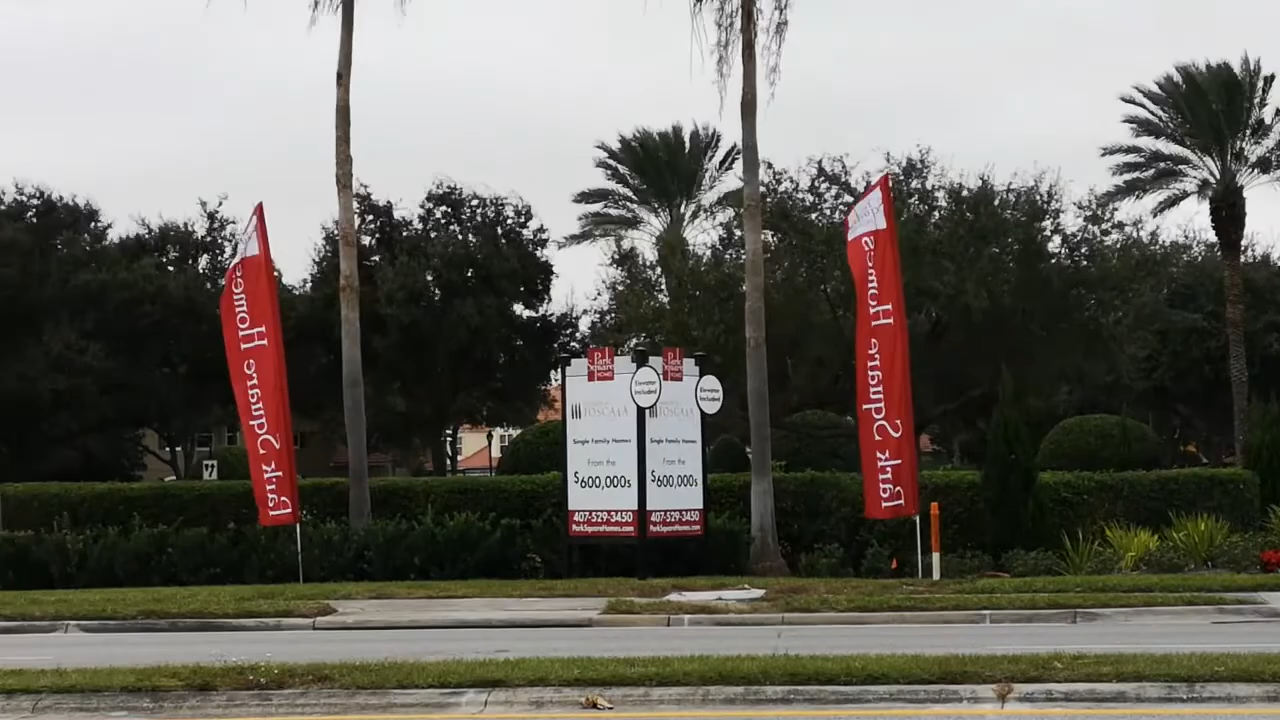 Park Square Homes
Park
Square
HOMES
Elevator
Included
TOSCANA
Single Family Homes
From the
$600,000s
407-529-3450
ParkSquareHomes.com
Park
Square
HOMES
Elevator
Included
TOSCANA
Single Family Homes
From the
$600,000s
407-529-3450
ParkSquareHomes.com
Park Square Homes